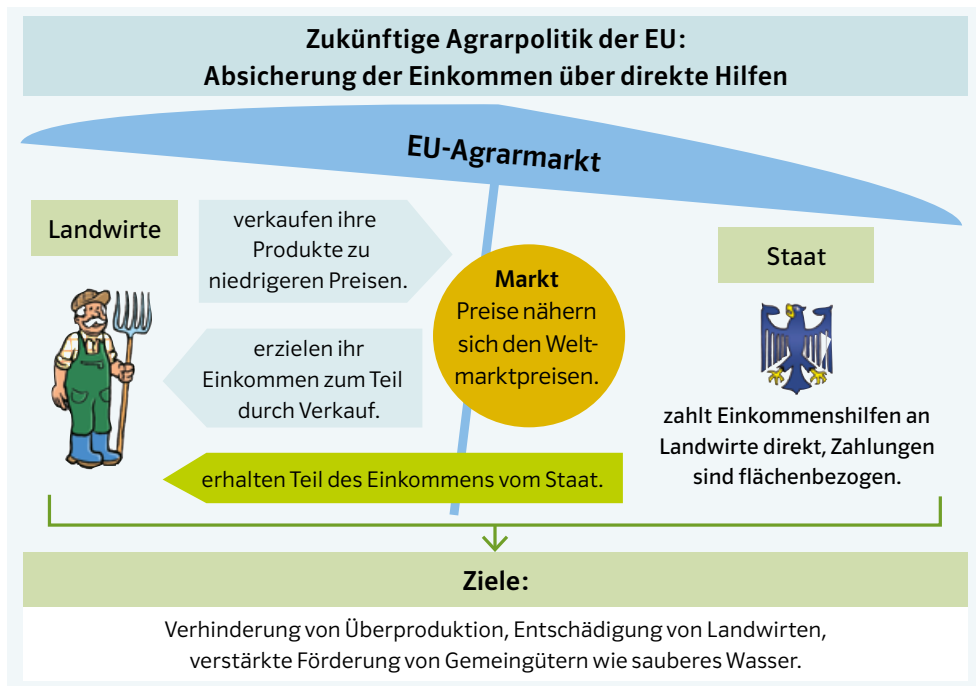 Zukünftige Agrarpolitik der EU:
Absicherung der Einkommen über direkte Hilfen
EU-Agrarmarkt
Landwirte
verkaufen ihre
Produkte zu
niedrigeren Preisen.
Markt
Preise nähern
sich den Welt-
marktpreisen.
Staat
erzielen ihr
Einkommen zum Teil
durch Verkauf.
zahlt Einkommenshilfen an
Landwirte direkt, Zahlungen
sind flächenbezogen.
erhalten Teil des Einkommens vom Staat.
Ziele:
Verhinderung von Überproduktion, Entschädigung von Landwirten,
verstärkte Förderung von Gemeingütern wie sauberes Wasser.